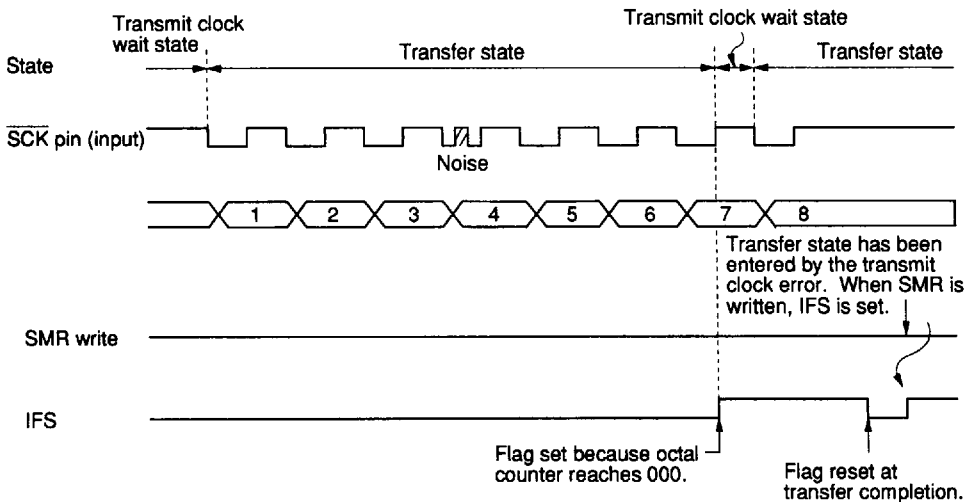 Transmit clock
wait state
Transmit clock wait state
State
Transfer state
Transfer state
SCK pin (input)
Noise
1 2 3 4 5 6 7 8
Transfer state has been
entered by the transmit
clock error. When SMR is
written, IFS is set.
SMR write
IFS
Flag set because octal
counter reaches 000.
Flag reset at
transfer completion.